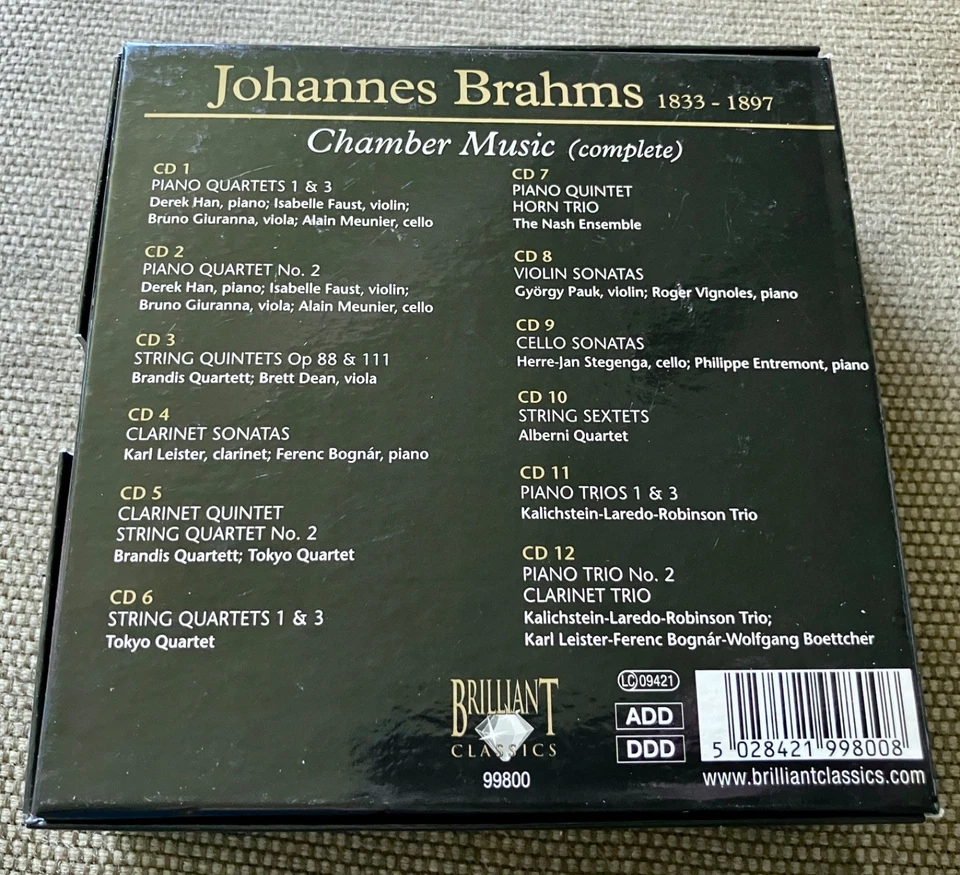 Johannes Brahms 1833 - 1897
Chamber Music (complete)
CD 1
PIANO QUARTETS 1 & 3
Derek Han, piano; Isabelle Faust, violin;
Bruno Giuranna, viola; Alain Meunier, cello
CD 2
PIANO QUARTET No. 2
Derek Han, piano; Isabelle Faust, violin;
Bruno Giuranna, viola; Alain Meunier, cello
CD 3
STRING QUINTETS Op 88 & 111
Brandis Quartett; Brett Dean, viola
CD 4
CLARINET SONATAS
Karl Leister, clarinet; Ferenc Bognár, piano
CD 5
CLARINET QUINTET
STRING QUARTET No. 2
Brandis Quartett; Tokyo Quartet
CD 6
STRING QUARTETS 1 & 3
Tokyo Quartet
CD 7
PIANO QUINTET
HORN TRIO
The Nash Ensemble
CD 8
VIOLIN SONATAS
György Pauk, violin; Roger Vignoles, piano
CD 9
CELLO SONATAS
Herre-Jan Stegenga, cello; Philippe Entremont, piano
CD 10
STRING SEXTETS
Alberni Quartet
CD 11
PIANO TRIOS 1 & 3
Kalichstein-Laredo-Robinson Trio
CD 12
PIANO TRIO No. 2
CLARINET TRIO
Kalichstein-Laredo-Robinson Trio;
Karl Leister-Ferenc Bognár-Wolfgang Boettcher
BRILLIANT
CLASSICS
99800
LC 09421
ADD
DDD
5 028421 998008
www.brilliantclassics.com